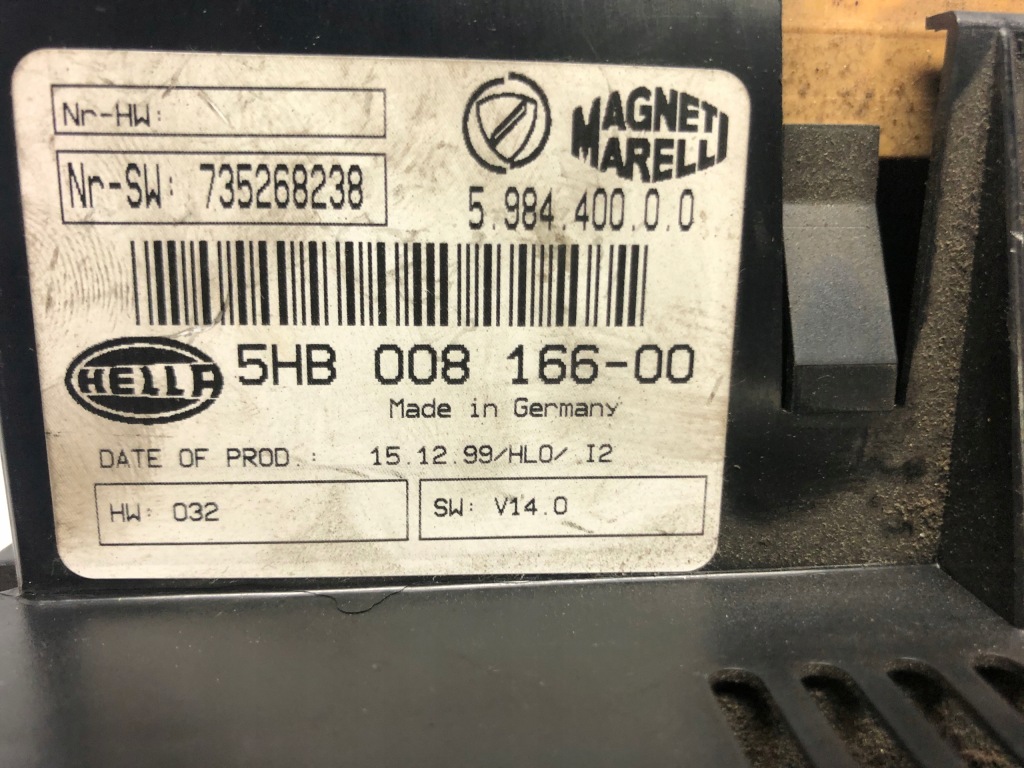 Nr-HW:
Nr-SW: 735268238
MAGNETI
MARELLI
5.984.400.0.0
HELLA
5HB 008 166-00
Made in Germany
DATE OF PROD.: 15.12.99/HLO/ I2
HW: 032
SW: V14.0